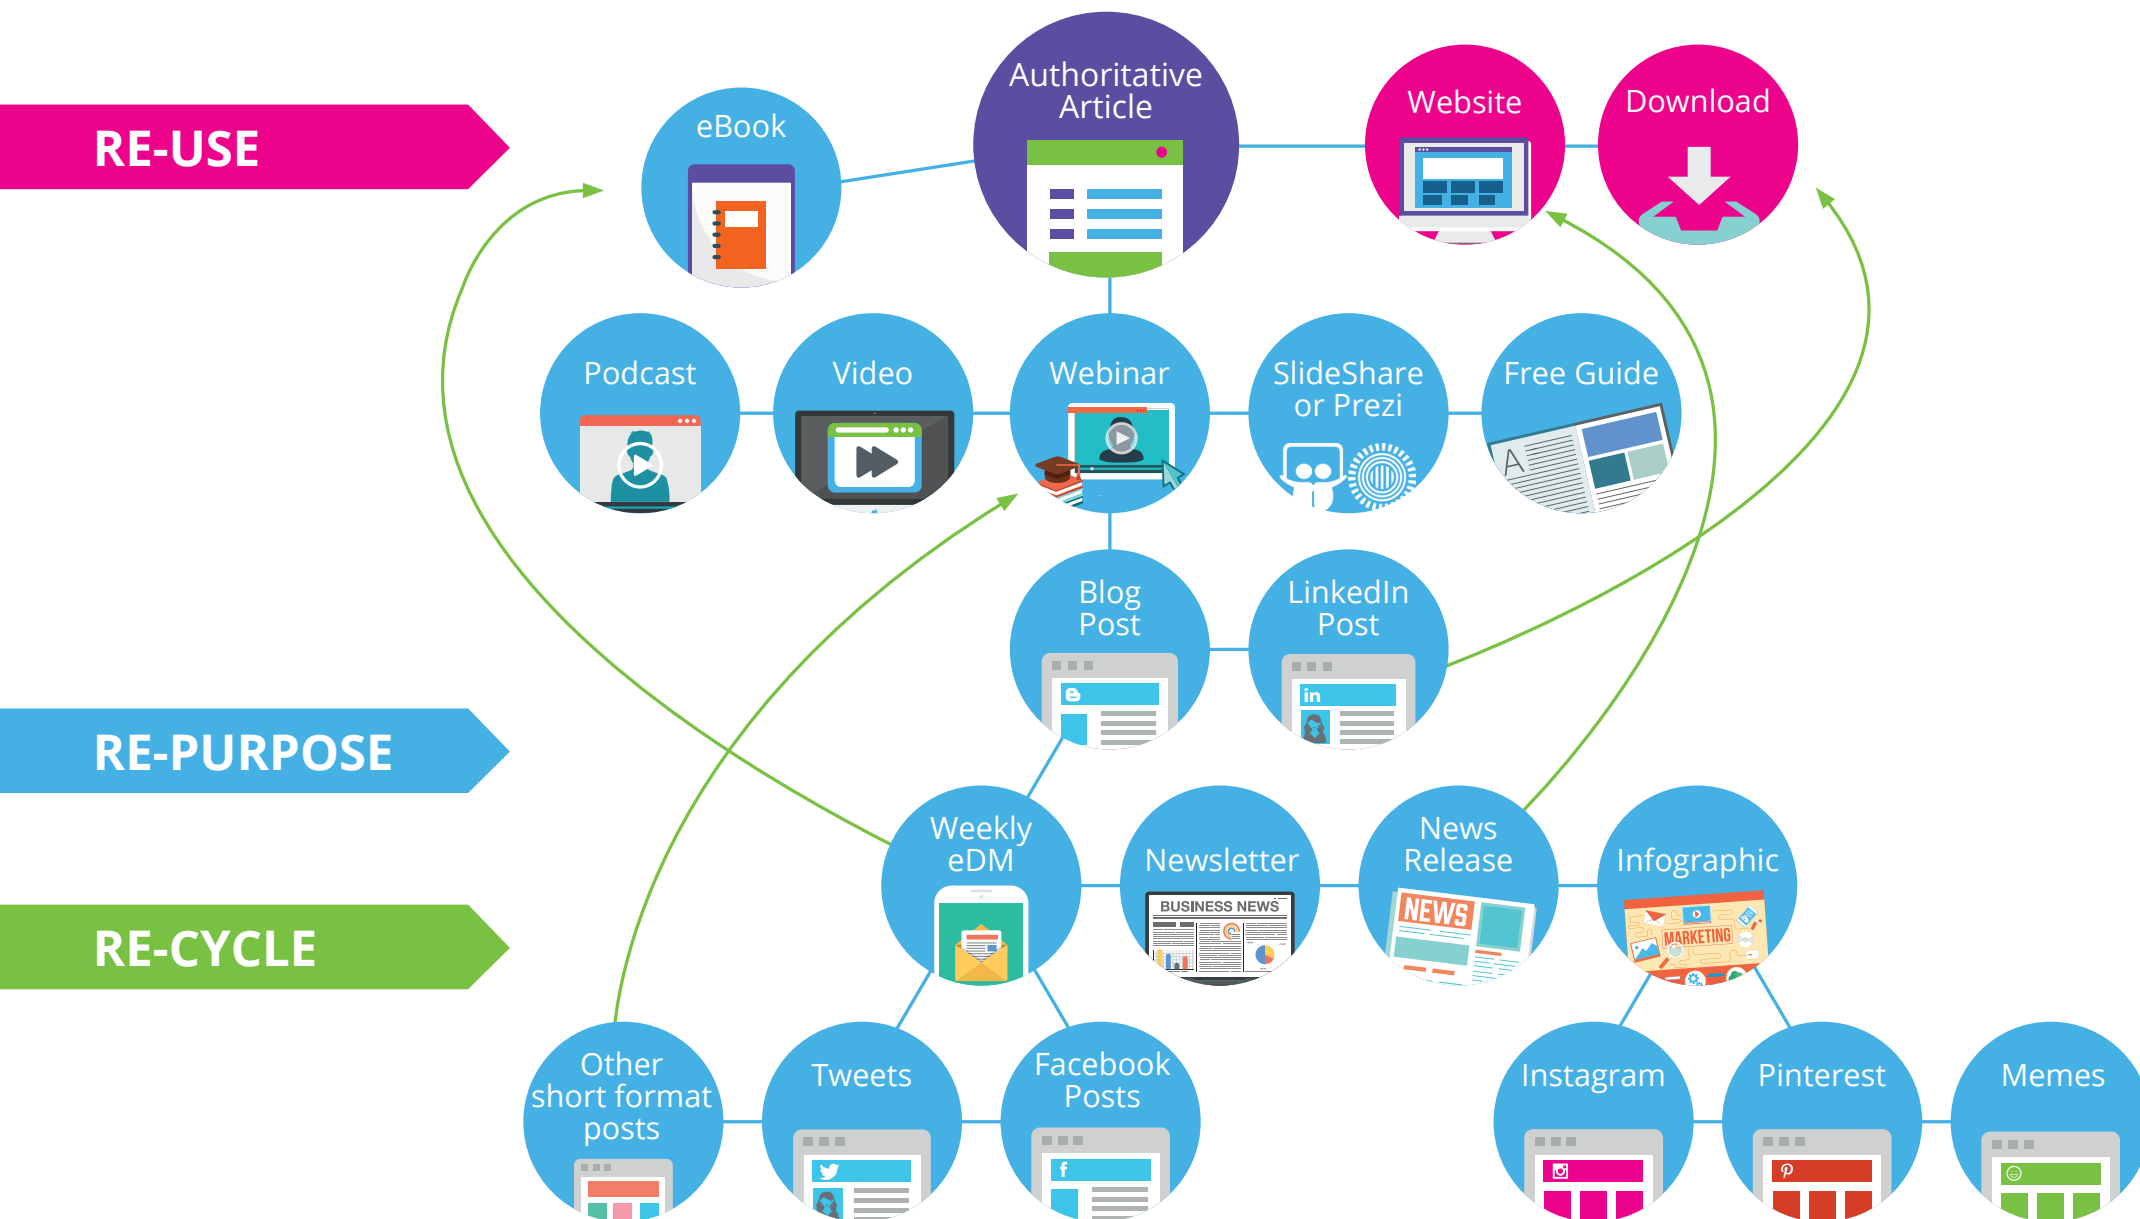 RE-USE
eBook
Authoritative
Article
Website
Download
Podcast
Video
Webinar
SlideShare
or Prezi
Free Guide
A
Blog
Post
LinkedIn
Post
in
RE-PURPOSE
Weekly
eDM
Newsletter
BUSINESS NEWS
News
Release
NEWS
Infographic
MARKETING
RE-CYCLE
Other
short format
posts
Tweets
Facebook
Posts
f
Instagram
Pinterest
Memes